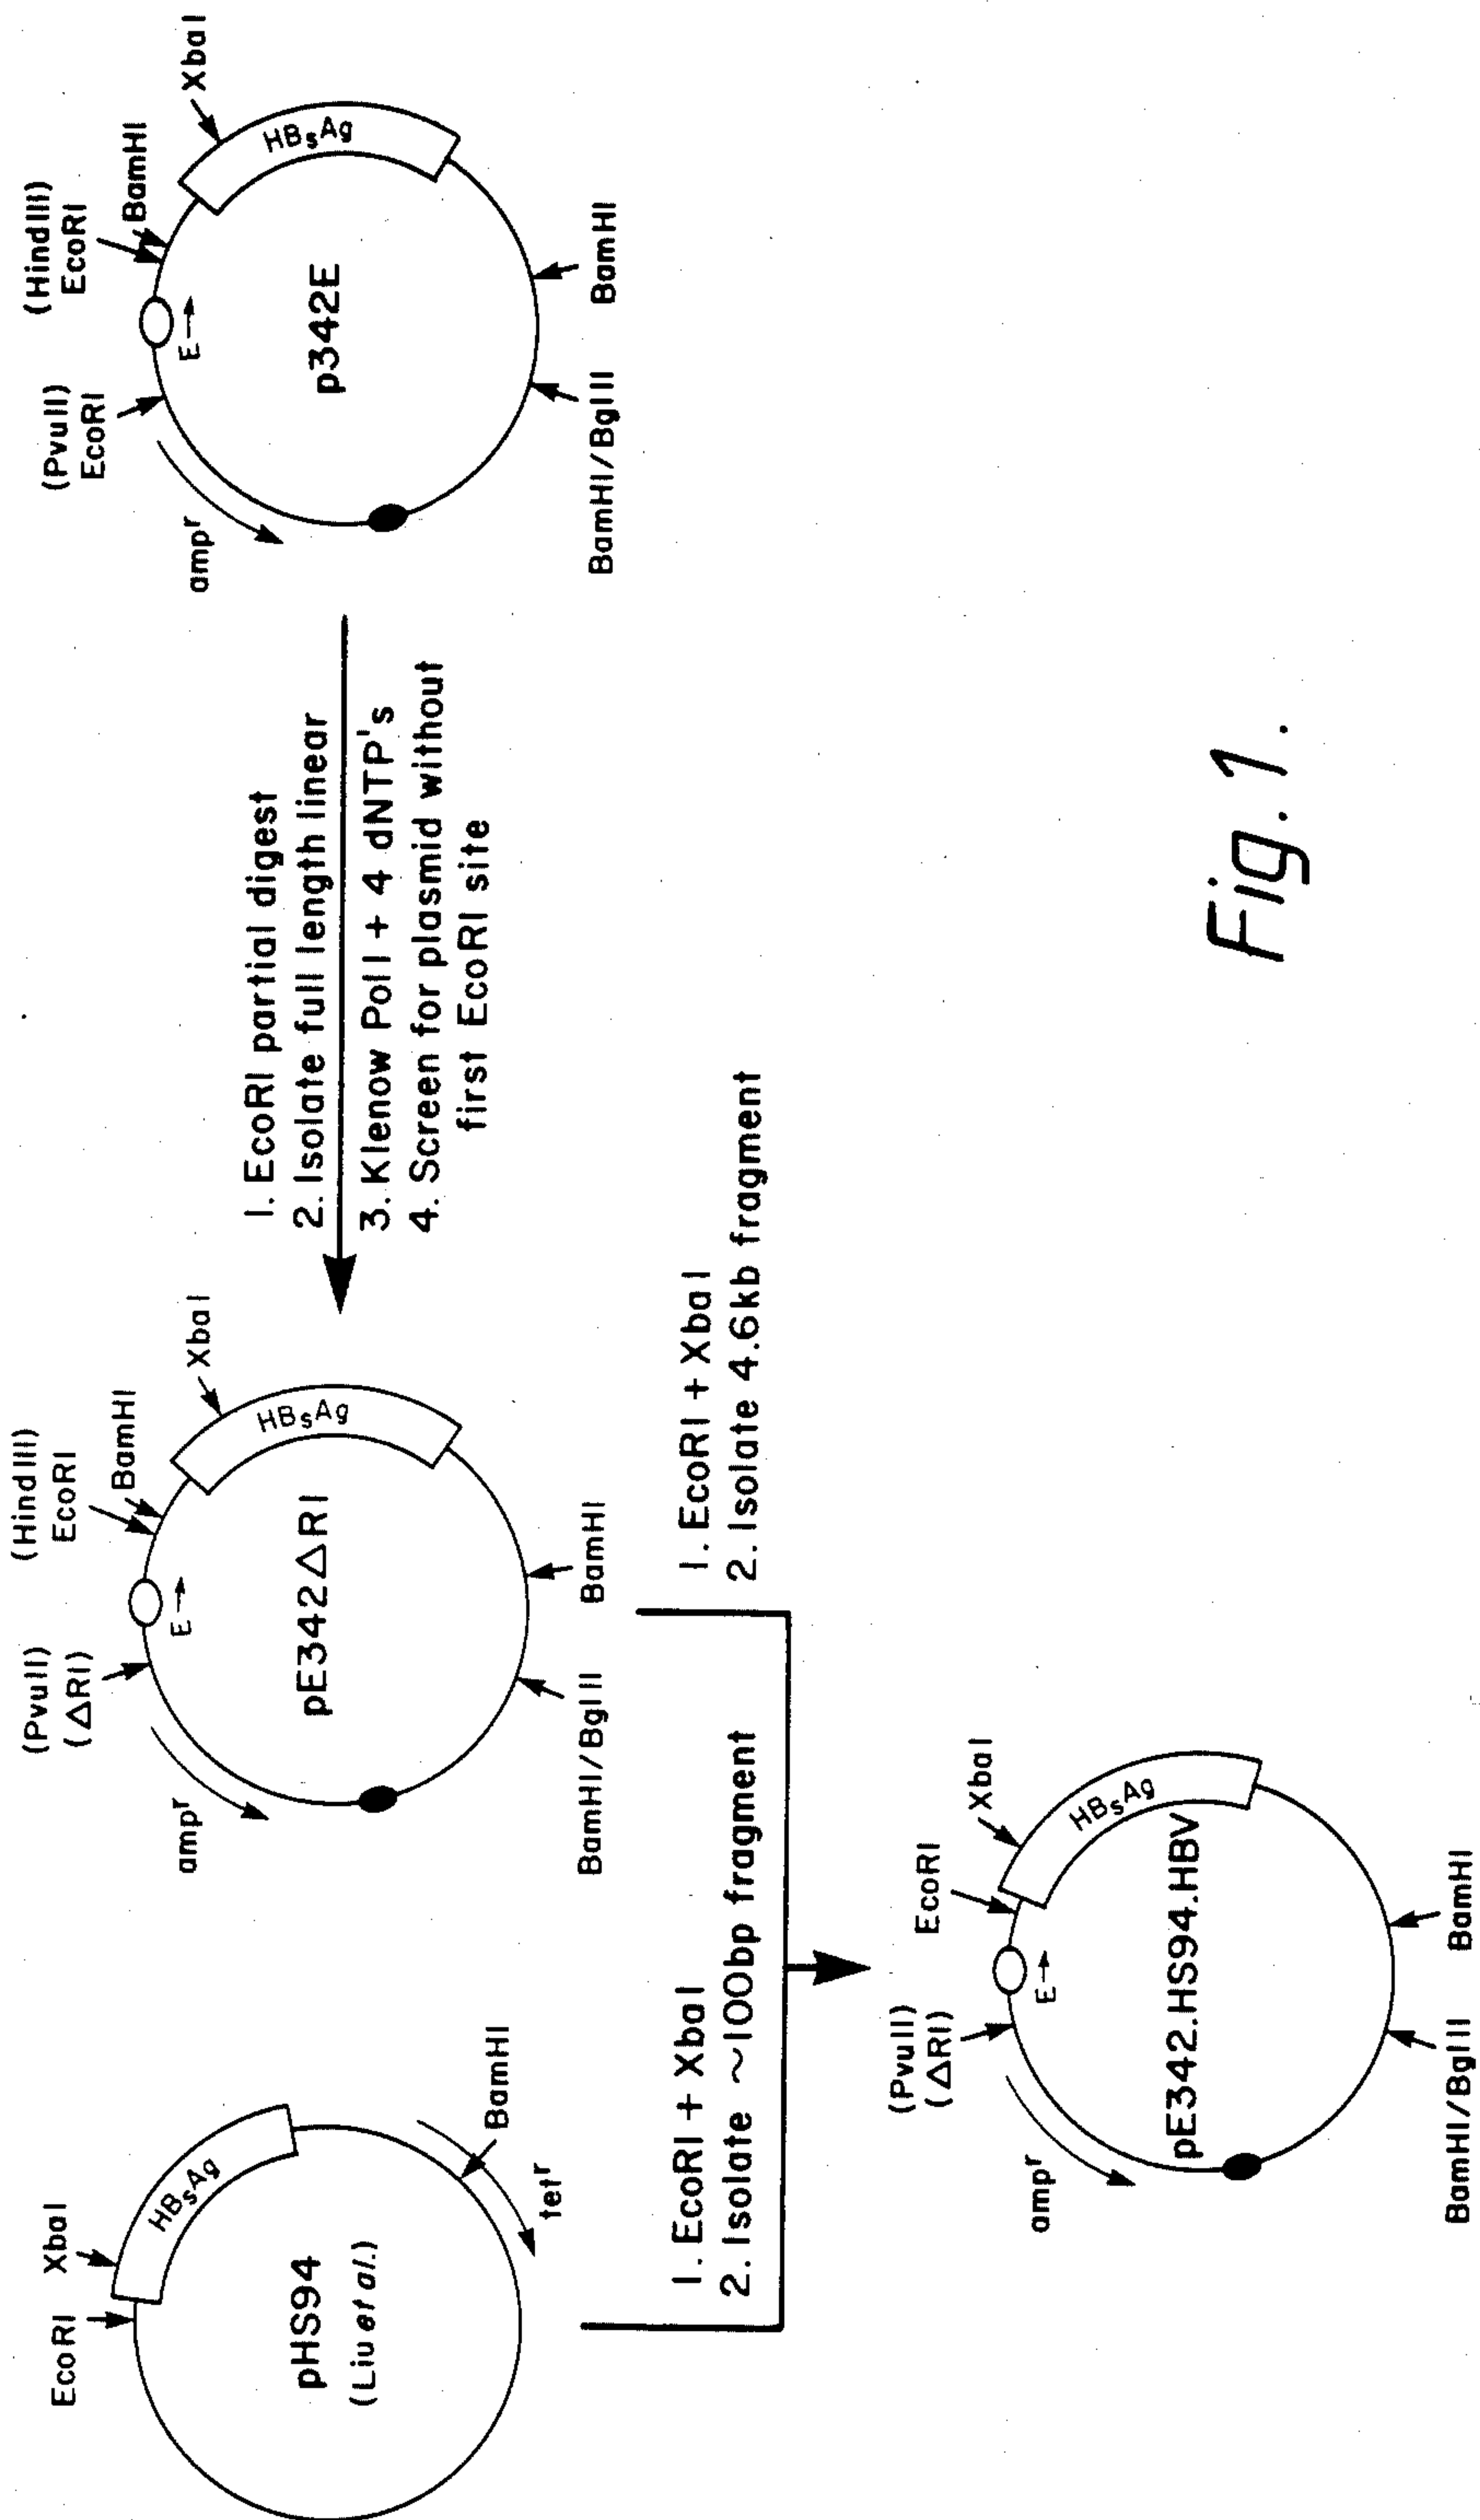 EcoRI
XbaI
HBsAg
pHS94
(Liu et al.)
BamHI
tetʳ
(PvuII)
(ΔRI)
(HindIII)
EcoRI
BamHI
XbaI
ampʳ
E→
HBsAg
pE342ΔRI
BamHI/BglII
BamHI
1. EcoRI partial digest
2. Isolate full length linear
3. Klenow PolI + 4 dNTP's
4. Screen for plasmid without
first EcoRI site
(PvuII)
EcoRI
(HindIII)
EcoRI
BamHI
XbaI
ampʳ
E→
HBsAg
p342E
BamHI/BglII
BamHI
1. EcoRI + XbaI
2. Isolate ~100bp fragment
1. EcoRI + XbaI
2. Isolate 4.6kb fragment
(PvuII)
(ΔRI)
EcoRI
XbaI
ampʳ
E→
HBsAg
pE342.HS94.HBV
BamHI/BglII
BamHI
Fig. 1.